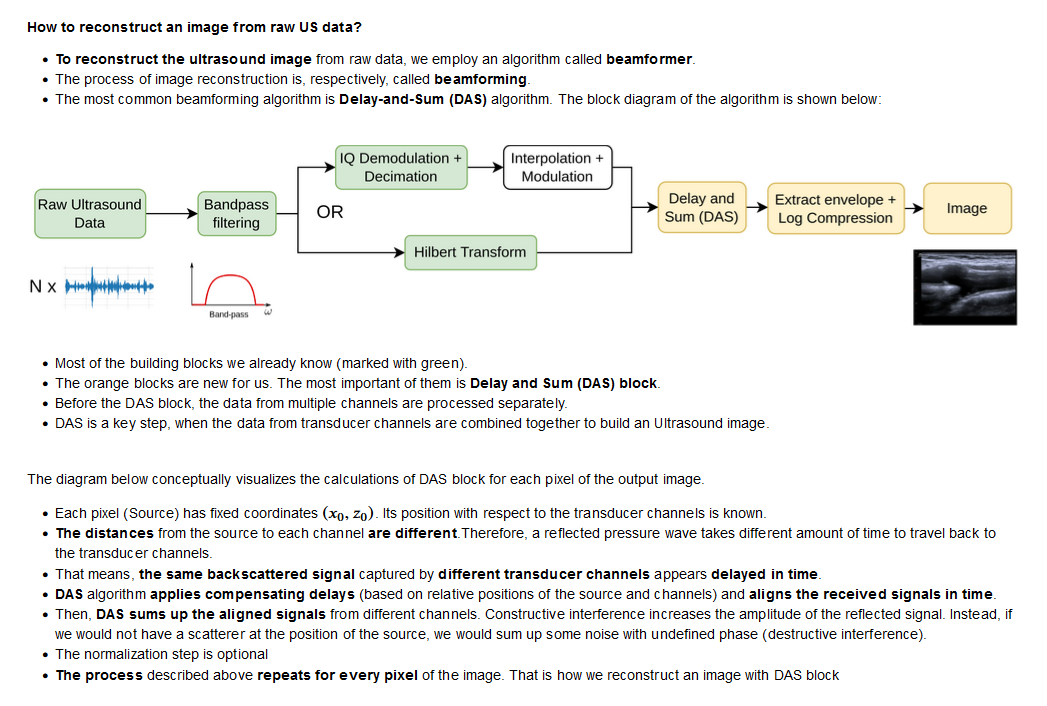 How to reconstruct an image from raw US data?
• To reconstruct the ultrasound image from raw data, we employ an algorithm called beamformer.
• The process of image reconstruction is, respectively, called beamforming.
• The most common beamforming algorithm is Delay-and-Sum (DAS) algorithm. The block diagram of the algorithm is shown below:
Raw Ultrasound
Data
Bandpass
filtering
IQ Demodulation +
Decimation
Interpolation +
Modulation
OR
Hilbert Transform
Delay and
Sum (DAS)
Extract envelope +
Log Compression
Image
N x
Band-pass
ω
• Most of the building blocks we already know (marked with green).
• The orange blocks are new for us. The most important of them is Delay and Sum (DAS) block.
• Before the DAS block, the data from multiple channels are processed separately.
• DAS is a key step, when the data from transducer channels are combined together to build an Ultrasound image.
The diagram below conceptually visualizes the calculations of DAS block for each pixel of the output image.
• Each pixel (Source) has fixed coordinates (x₀, z₀). Its position with respect to the transducer channels is known.
• The distances from the source to each channel are different.Therefore, a reflected pressure wave takes different amount of time to travel back to
the transducer channels.
• That means, the same backscattered signal captured by different transducer channels appears delayed in time.
• DAS algorithm applies compensating delays (based on relative positions of the source and channels) and aligns the received signals in time.
• Then, DAS sums up the aligned signals from different channels. Constructive interference increases the amplitude of the reflected signal. Instead, if
we would not have a scatterer at the position of the source, we would sum up some noise with undefined phase (destructive interference).
• The normalization step is optional
• The process described above repeats for every pixel of the image. That is how we reconstruct an image with DAS block